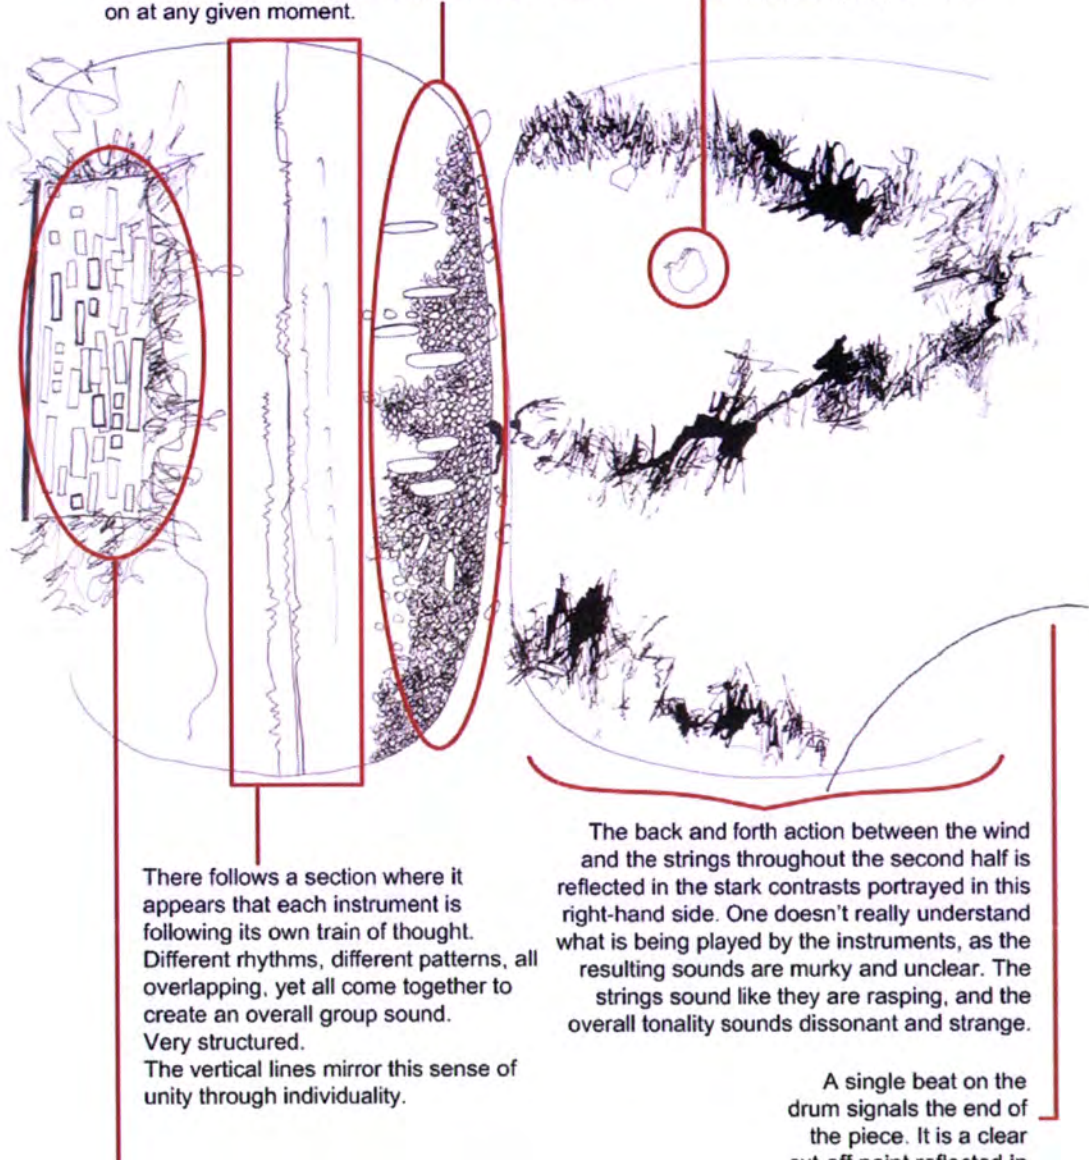 on at any given moment.
There follows a section where it
appears that each instrument is
following its own train of thought.
Different rhythms, different patterns, all
overlapping, yet all come together to
create an overall group sound.
Very structured.
The vertical lines mirror this sense of
unity through individuality.
The back and forth action between the wind
and the strings throughout the second half is
reflected in the stark contrasts portrayed in this
right-hand side. One doesn't really understand
what is being played by the instruments, as the
resulting sounds are murky and unclear. The
strings sound like they are rasping, and the
overall tonality sounds dissonant and strange.
A single beat on the
drum signals the end of
the piece. It is a clear
cut-off point reflected in